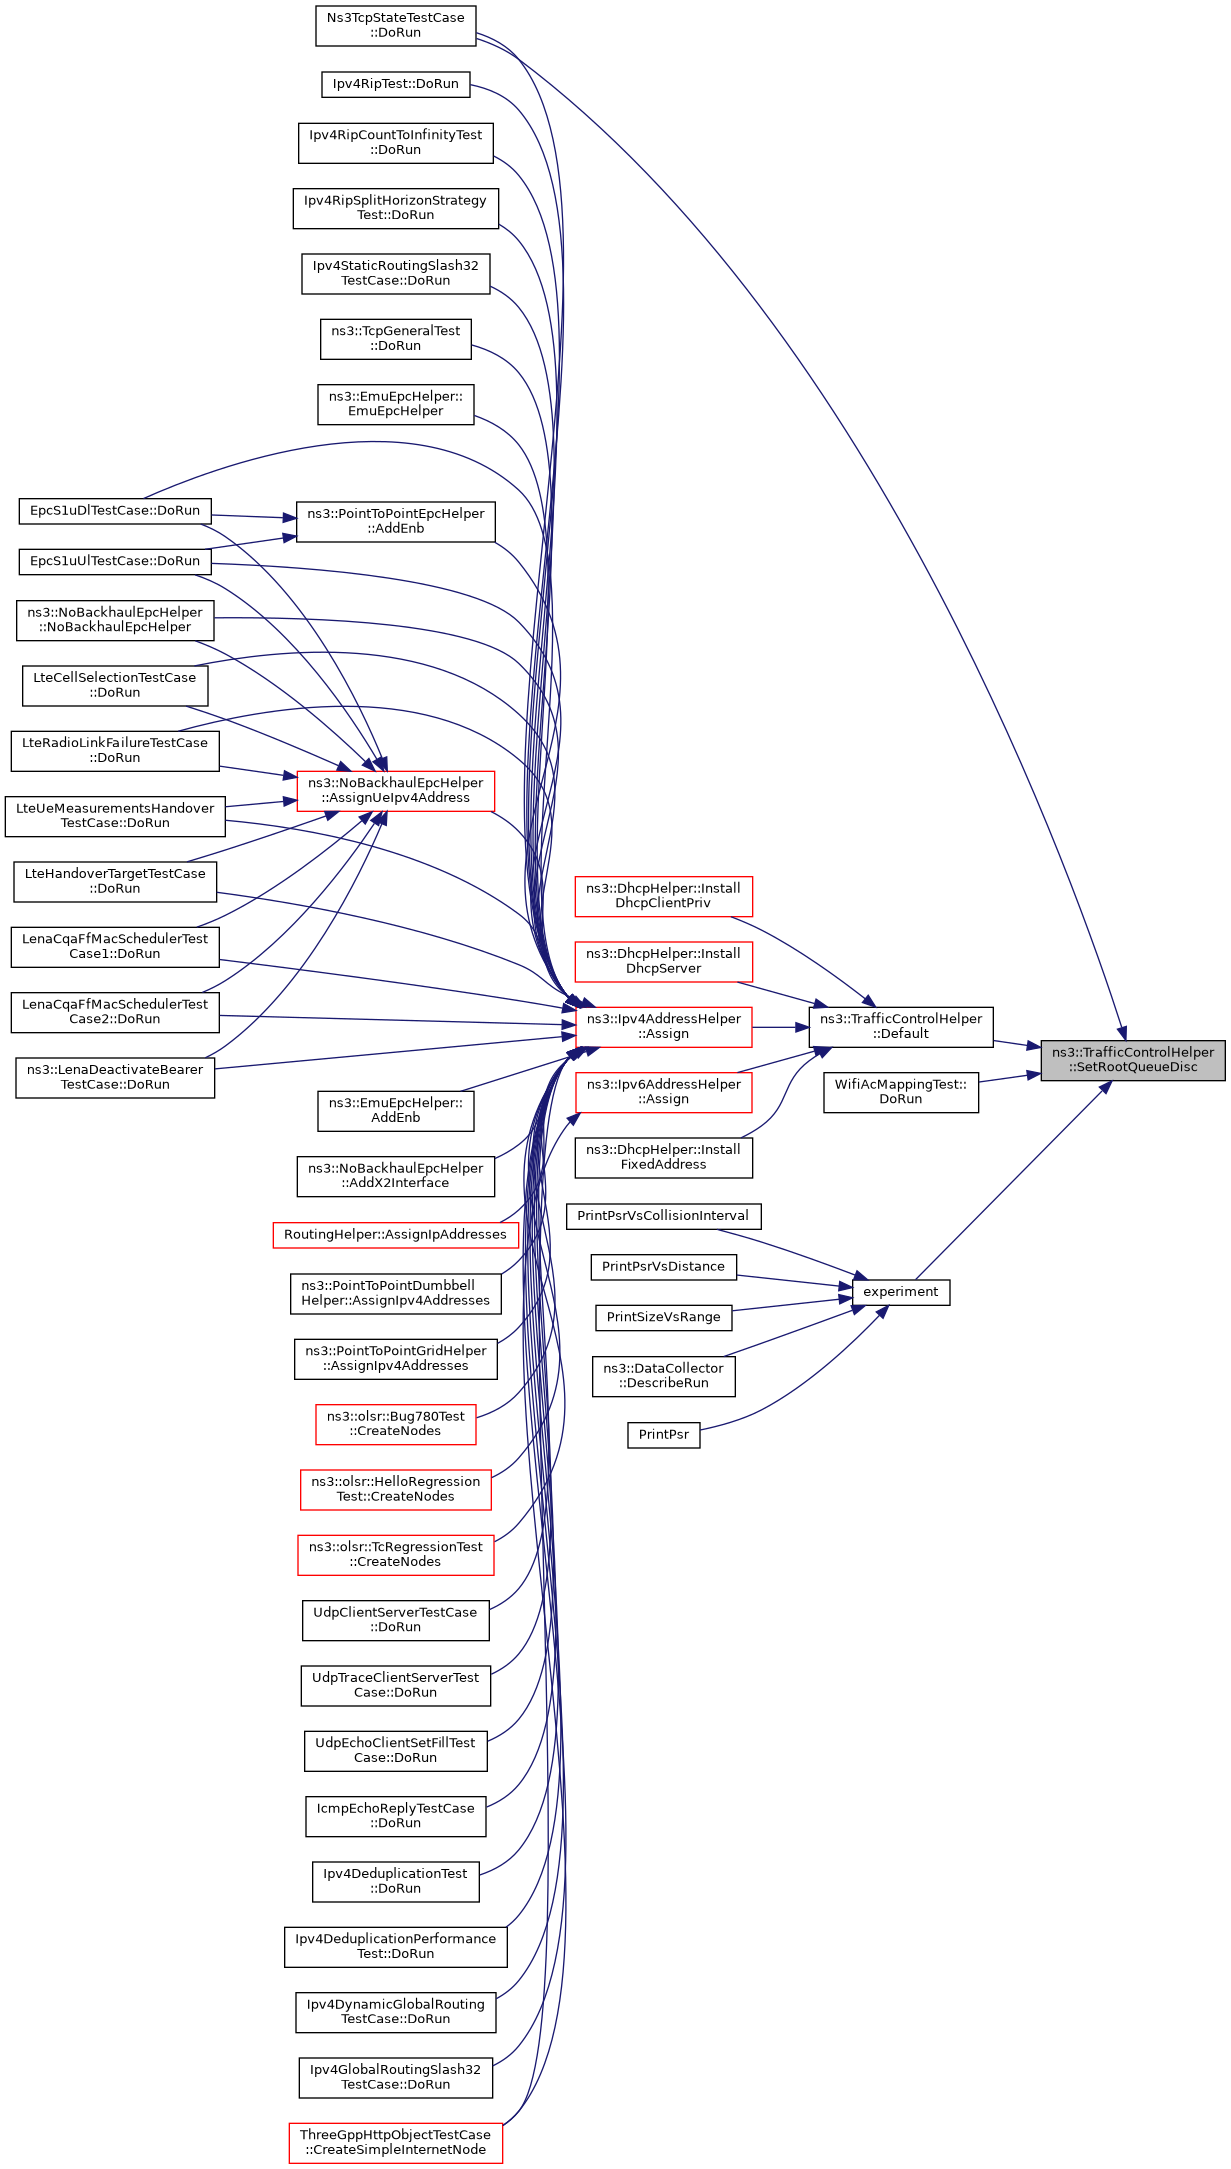 Ns3TcpStateTestCase
::DoRun
Ipv4RipTest::DoRun
Ipv4RipCountToInfinityTest
::DoRun
Ipv4RipSplitHorizonStrategy
Test::DoRun
Ipv4StaticRoutingSlash32
TestCase::DoRun
ns3::TcpGeneralTest
::DoRun
ns3::EmuEpcHelper::
EmuEpcHelper
EpcS1uDlTestCase::DoRun
ns3::PointToPointEpcHelper
::AddEnb
EpcS1uUlTestCase::DoRun
ns3::NoBackhaulEpcHelper
::NoBackhaulEpcHelper
LteCellSelectionTestCase
::DoRun
LteRadioLinkFailureTestCase
::DoRun
ns3::NoBackhaulEpcHelper
::AssignUeIpv4Address
LteUeMeasurementsHandover
TestCase::DoRun
LteHandoverTargetTestCase
::DoRun
LenaCqaFfMacSchedulerTest
Case1::DoRun
LenaCqaFfMacSchedulerTest
Case2::DoRun
ns3::LenaDeactivateBearer
TestCase::DoRun
ns3::DhcpHelper::Install
DhcpClientPriv
ns3::DhcpHelper::Install
DhcpServer
ns3::Ipv4AddressHelper
::Assign
ns3::TrafficControlHelper
::Default
ns3::TrafficControlHelper
::SetRootQueueDisc
ns3::Ipv6AddressHelper
::Assign
WifiAcMappingTest::
DoRun
ns3::DhcpHelper::Install
FixedAddress
ns3::EmuEpcHelper::
AddEnb
ns3::NoBackhaulEpcHelper
::AddX2Interface
RoutingHelper::AssignIpAddresses
ns3::PointToPointDumbbell
Helper::AssignIpv4Addresses
ns3::PointToPointGridHelper
::AssignIpv4Addresses
PrintPsrVsCollisionInterval
PrintPsrVsDistance
experiment
PrintSizeVsRange
ns3::DataCollector
::DescribeRun
PrintPsr
ns3::olsr::Bug780Test
::CreateNodes
ns3::olsr::HelloRegression
Test::CreateNodes
ns3::olsr::TcRegressionTest
::CreateNodes
UdpClientServerTestCase
::DoRun
UdpTraceClientServerTest
Case::DoRun
UdpEchoClientSetFillTest
Case::DoRun
IcmpEchoReplyTestCase
::DoRun
Ipv4DeduplicationTest
::DoRun
Ipv4DeduplicationPerformance
Test::DoRun
Ipv4DynamicGlobalRouting
TestCase::DoRun
Ipv4GlobalRoutingSlash32
TestCase::DoRun
ThreeGppHttpObjectTestCase
::CreateSimpleInternetNode